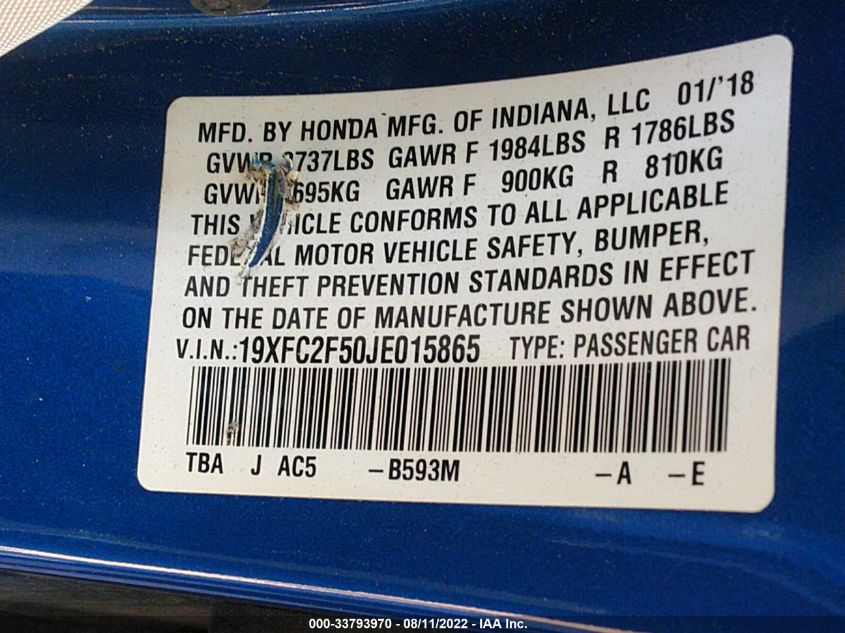 MFD. BY HONDA MFG. OF INDIANA, LLC 01/'18
737LBS GAWR F 1984LBS R 1786LBS
695KG GAWR F 900KG R 810KG
THIS CONFORMS TO ALL APPLICABLE
MOTOR VEHICLE SAFETY, BUMPER,
AND THEFT PREVENTION STANDARDS IN EFFECT
ON THE DATE OF MANUFACTURE SHOWN ABOVE.
V.I.N.:19XFC2F50JE015865 TYPE: PASSENGER CAR
TBA J AC5 -B593M -A -E
000-33793970 - 08/11/2022 - IAA Inc.